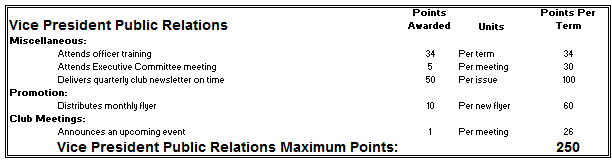 Vice President Public Relations Points Awarded Units Points Per Term
Miscellaneous:
Attends officer training 34 Per term 34
Attends Executive Committee meeting 5 Per meeting 30
Delivers quarterly club newsletter on time 50 Per issue 100
Promotion:
Distributes monthly flyer 10 Per new flyer 60
Club Meetings:
Announces an upcoming event 1 Per meeting 26
Vice President Public Relations Maximum Points: 250